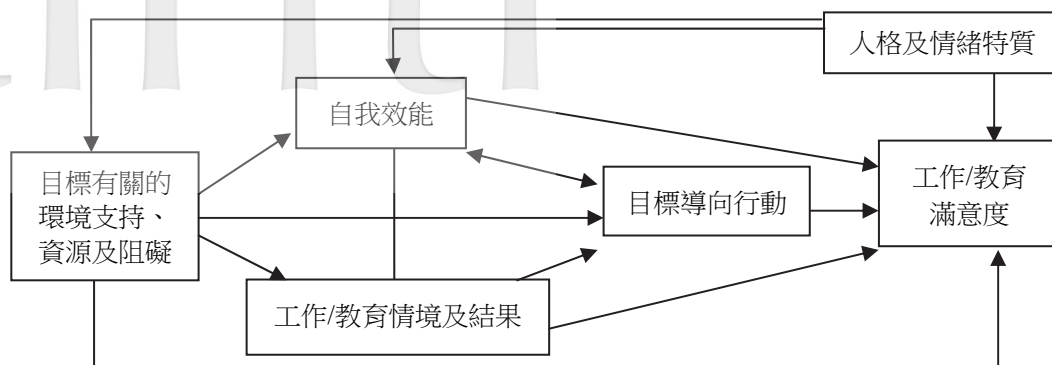 人格及情緒特質
自我效能
目標有關的
環境支持、
資源及阻礙
目標導向行動
工作/教育
滿意度
工作/教育情境及結果